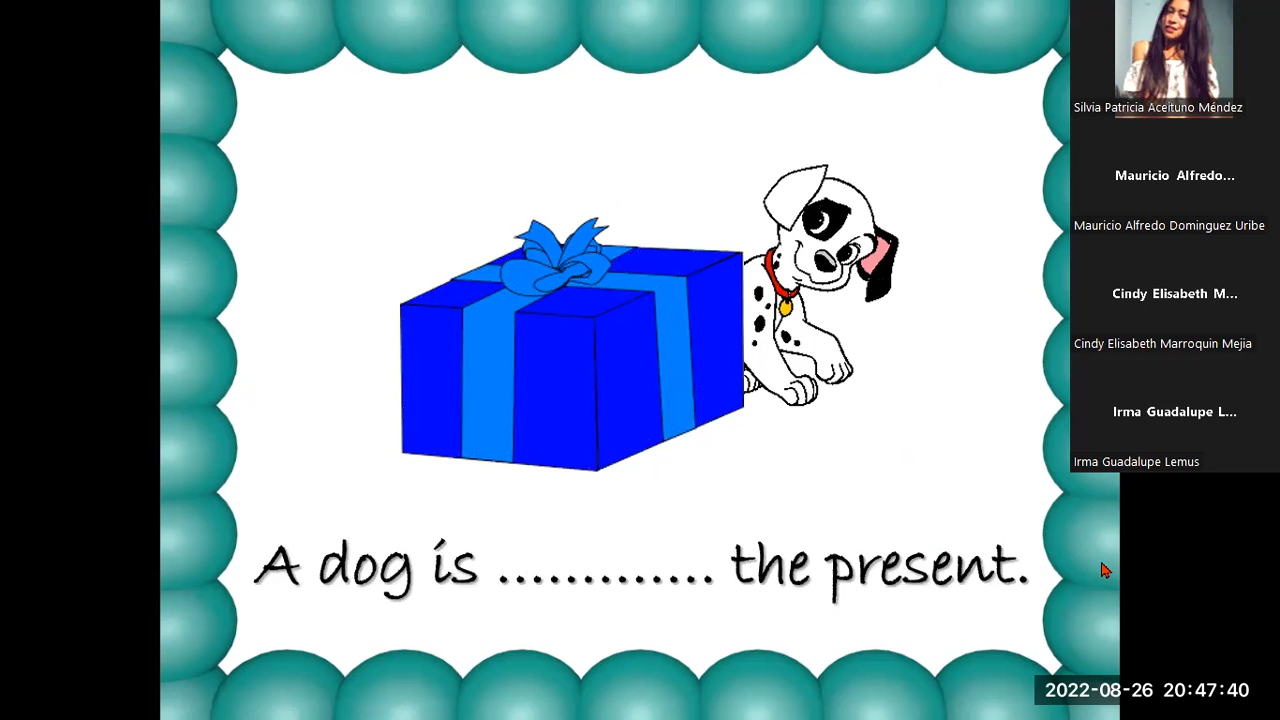 Silvia Patricia Aceituno Méndez
Mauricio Alfredo...
Mauricio Alfredo Dominguez Uribe
Cindy Elisabeth M...
Cindy Elisabeth Marroquin Mejia
Irma Guadalupe L...
Irma Guadalupe Lemus
A dog is ............. the present.
2022-08-26 20:47:40